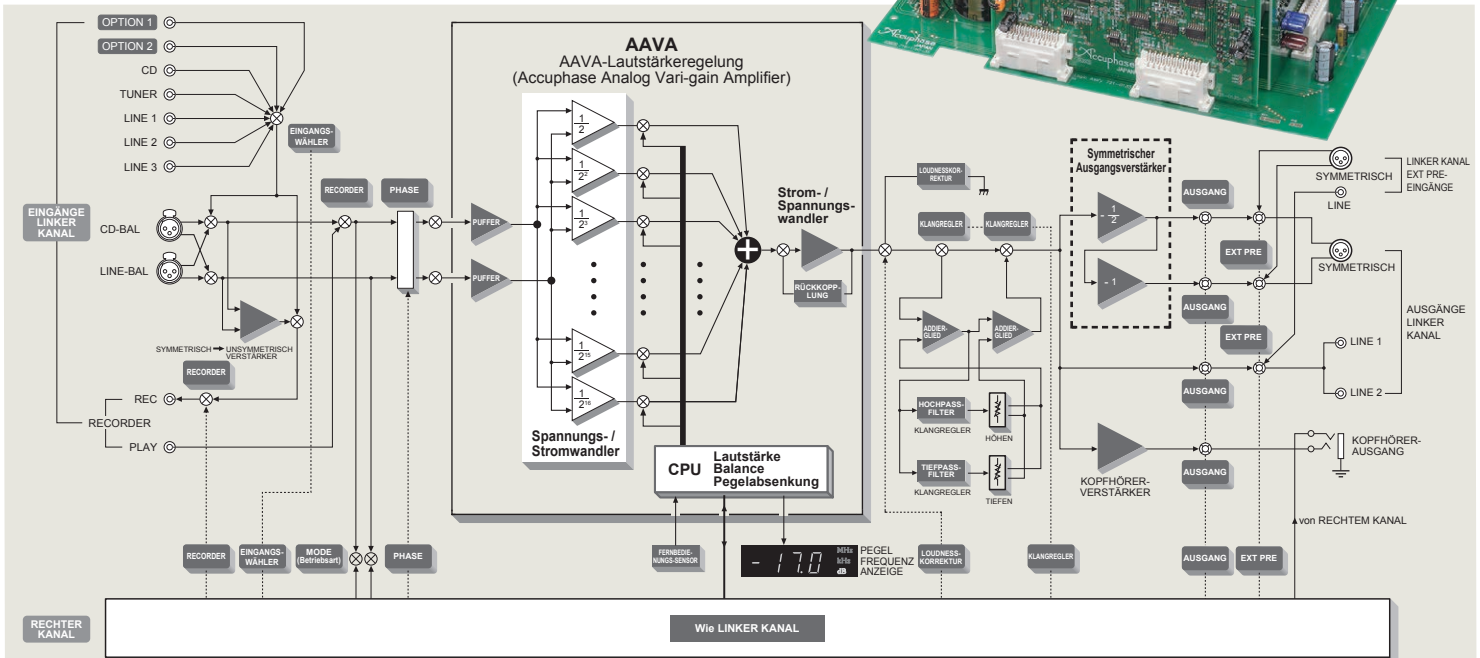 OPTION 1
OPTION 2
CD
TUNER
LINE 1
LINE 2
LINE 3
EINGANGS-
WÄHLER
EINGÄNGE
LINKER
KANAL
CD-BAL
LINE-BAL
RECORDER
PHASE
SYMMETRISCH
UNSYMMETRISCH
VERSTÄRKER
RECORDER
REC
RECORDER
PLAY
AAVA
AAVA-Lautstärkeregelung
(Accuphase Analog Vari-gain Amplifier)
PUFFER
PUFFER
1/2
1/2²
1/2³
1/2¹⁵
1/2¹⁶
Spannungs- /
Stromwandler
+
Strom- /
Spannungs-
wandler
RÜCKKOPP-
LUNG
CPU
Lautstärke
Balance
Pegelabsenkung
Accuphase
Accuphase
JAPAN
LOUDNESSKOR-
REKTUR
KLANGREGLER
KLANGREGLER
ADDIER-
GLIED
ADDIER-
GLIED
HOCHPASS-
FILTER
KLANGREGLER
HÖHEN
TIEFPASS-
FILTER
KLANGREGLER
TIEFEN
Symmetrischer
Ausgangsverstärker
- 1/2
- 1
KOPFHÖRER-
VERSTÄRKER
AUSGANG
EXT PRE
AUSGANG
EXT PRE
AUSGANG
AUSGANG
SYMMETRISCH
LINE
LINKER KANAL
EXT PRE-
EINGÄNGE
SYMMETRISCH
LINE 1
LINE 2
AUSGÄNGE
LINKER
KANAL
KOPFHÖRER-
AUSGANG
von RECHTEM KANAL
RECORDER
EINGANGS-
WÄHLER
MODE
(Betriebsart)
PHASE
FERNBEDIE-
NUNGS-SENSOR
- 17.0
MHz
kHz
dB
PEGEL
FREQUENZ
ANZEIGE
LOUDNESS-
KORREKTUR
KLANGREGLER
AUSGANG
EXT PRE
RECHTER
KANAL
Wie LINKER KANAL